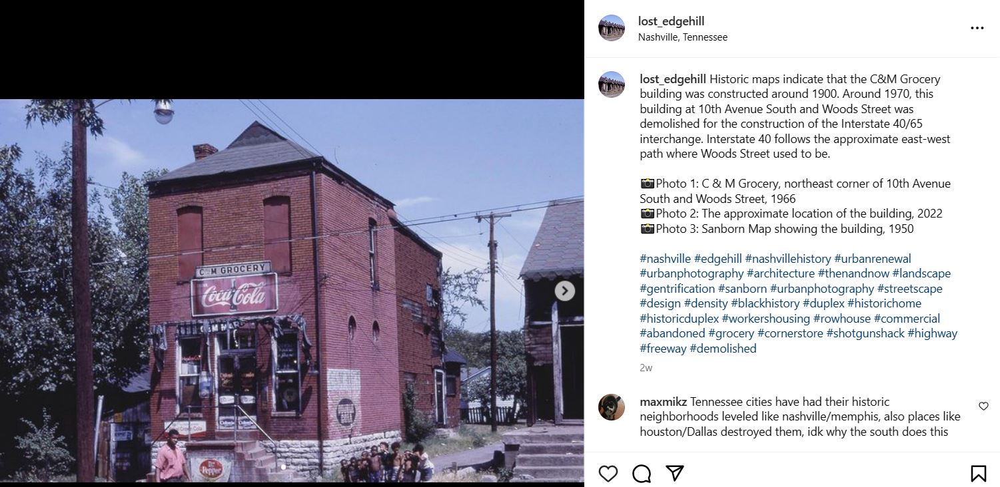 C M GROCERY
Coca-Cola
Dr Pepper
lost_edgehill
Nashville, Tennessee
lost_edgehill Historic maps indicate that the C&M Grocery
building was constructed around 1900. Around 1970, this
building at 10th Avenue South and Woods Street was
demolished for the construction of the Interstate 40/65
interchange. Interstate 40 follows the approximate east-west
path where Woods Street used to be.
📷Photo 1: C & M Grocery, northeast corner of 10th Avenue
South and Woods Street, 1966
📷Photo 2: The approximate location of the building, 2022
📷Photo 3: Sanborn Map showing the building, 1950
#nashville #edgehill #nashvillehistory #urbanrenewal
#urbanphotography #architecture #thenandnow #landscape
#gentrification #sanborn #urbanphotography #streetscape
#design #density #blackhistory #duplex #historichome
#historicduplex #workershousing #rowhouse #commercial
#abandoned #grocery #cornerstore #shotgunshack #highway
#freeway #demolished
2w
maxmikz Tennessee cities have had their historic
neighborhoods leveled like nashville/memphis, also places like
houston/Dallas destroyed them, idk why the south does this